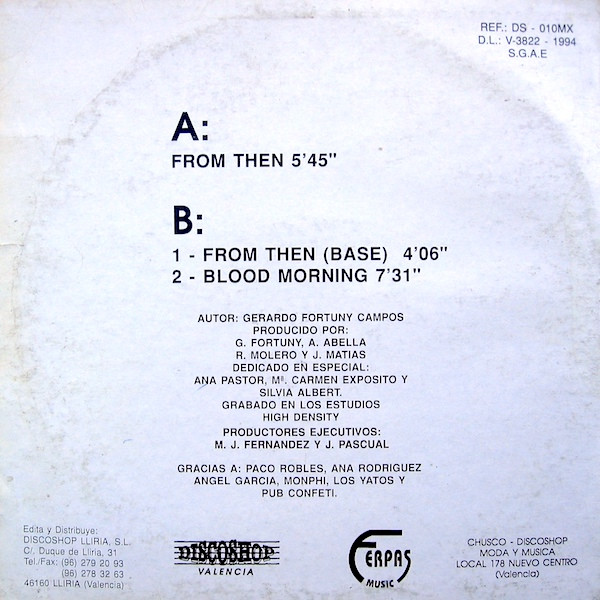 REF.: DS - 010MX
D.L.: V-3822 - 1994
S.G.A.E
A:
FROM THEN 5'45"
B:
1 - FROM THEN (BASE) 4'06"
2 - BLOOD MORNING 7'31"
AUTOR: GERARDO FORTUNY CAMPOS
PRODUCIDO POR:
G. FORTUNY, A. ABELLA
R. MOLERO Y J. MATIAS
DEDICADO EN ESPECIAL:
ANA PASTOR, Mª. CARMEN EXPOSITO Y
SILVIA ALBERT.
GRABADO EN LOS ESTUDIOS
HIGH DENSITY
PRODUCTORES EJECUTIVOS:
M. J. FERNANDEZ Y J. PASCUAL
GRACIAS A: PACO ROBLES, ANA RODRIGUEZ
ANGEL GARCIA, MONPHI, LOS YATOS Y
PUB CONFETI.
Edita y Distribuye:
DISCOSHOP LLIRIA, S.L.
C/. Duque de Lliria, 31
Tel./Fax: (96) 279 20 93
(96) 278 32 63
46160 LLIRIA (Valencia)
DISCOSHOP
VALENCIA
FERPAS
MUSIC
CHUSCO - DISCOSHOP
MODA Y MUSICA
LOCAL 178 NUEVO CENTRO
(Valencia)